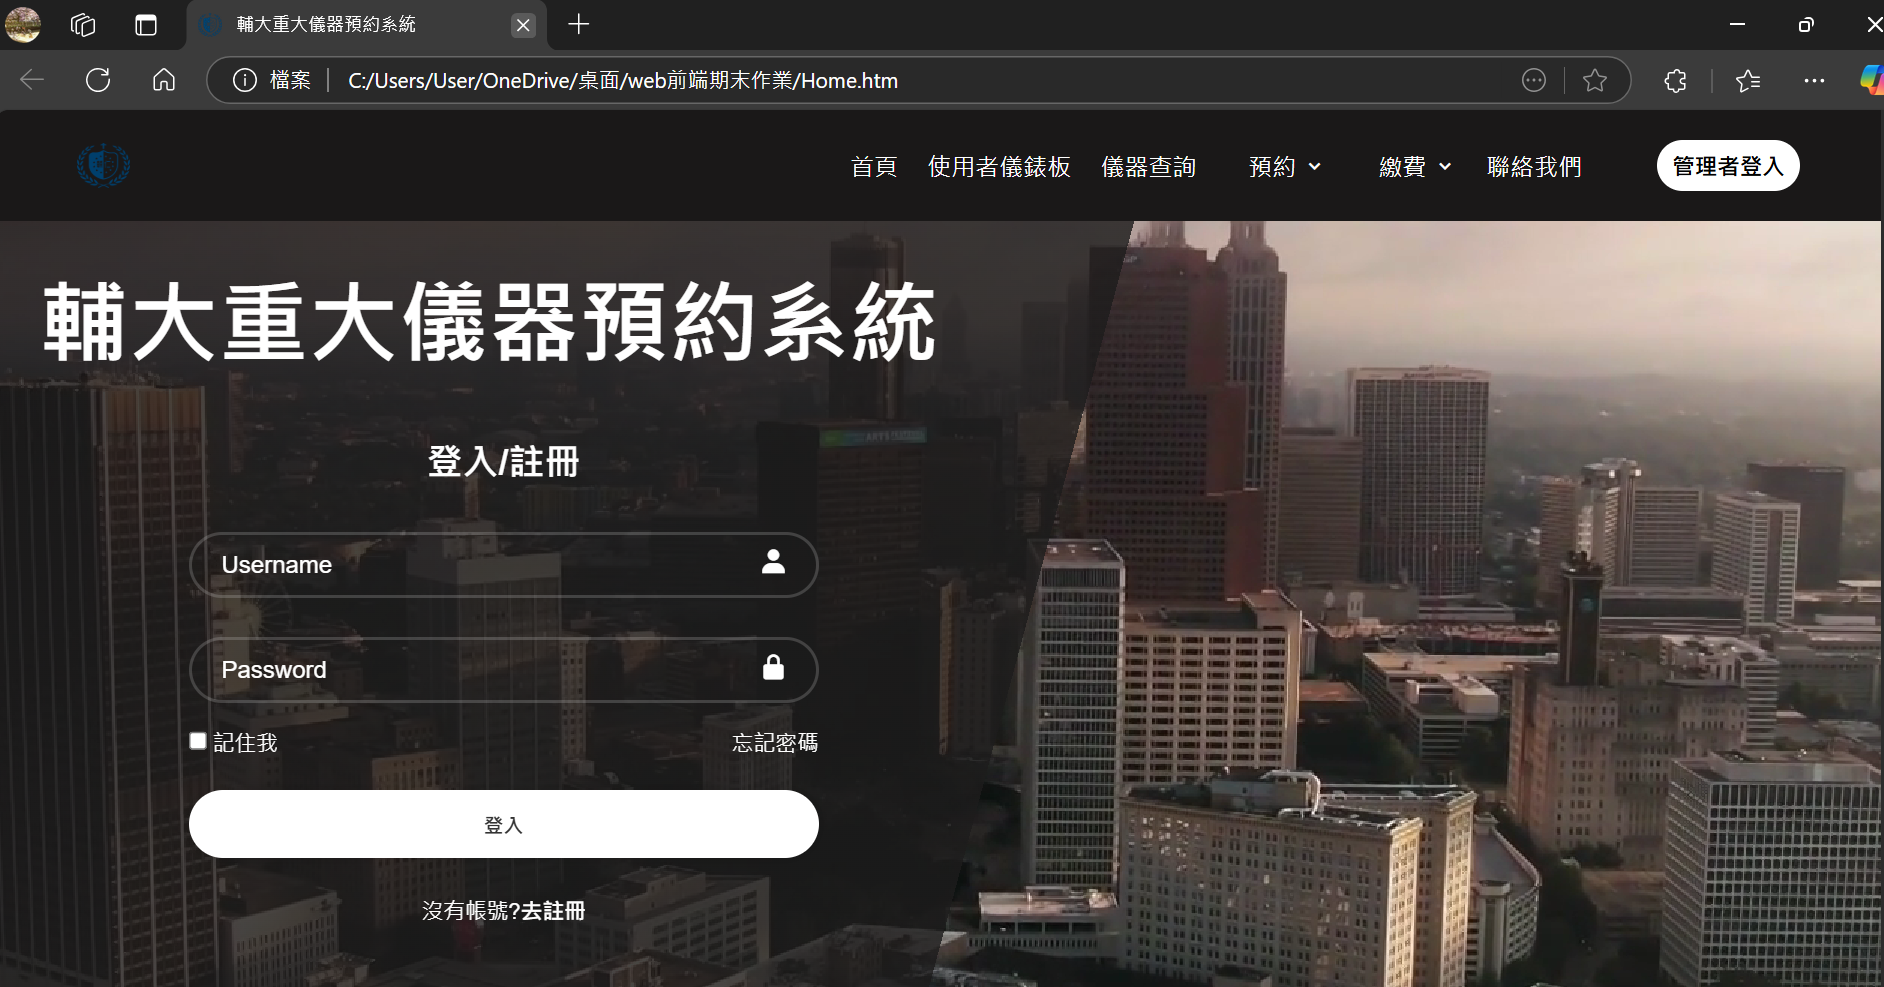 輔大重大儀器預約系統
檔案
C:/Users/User/OneDrive/桌面/web前端期末作業/Home.htm
首頁 使用者儀錶板 儀器查詢 預約 繳費 聯絡我們 管理者登入
輔大重大儀器預約系統
登入/註冊
Username
Password
記住我 忘記密碼
登入
沒有帳號?去註冊